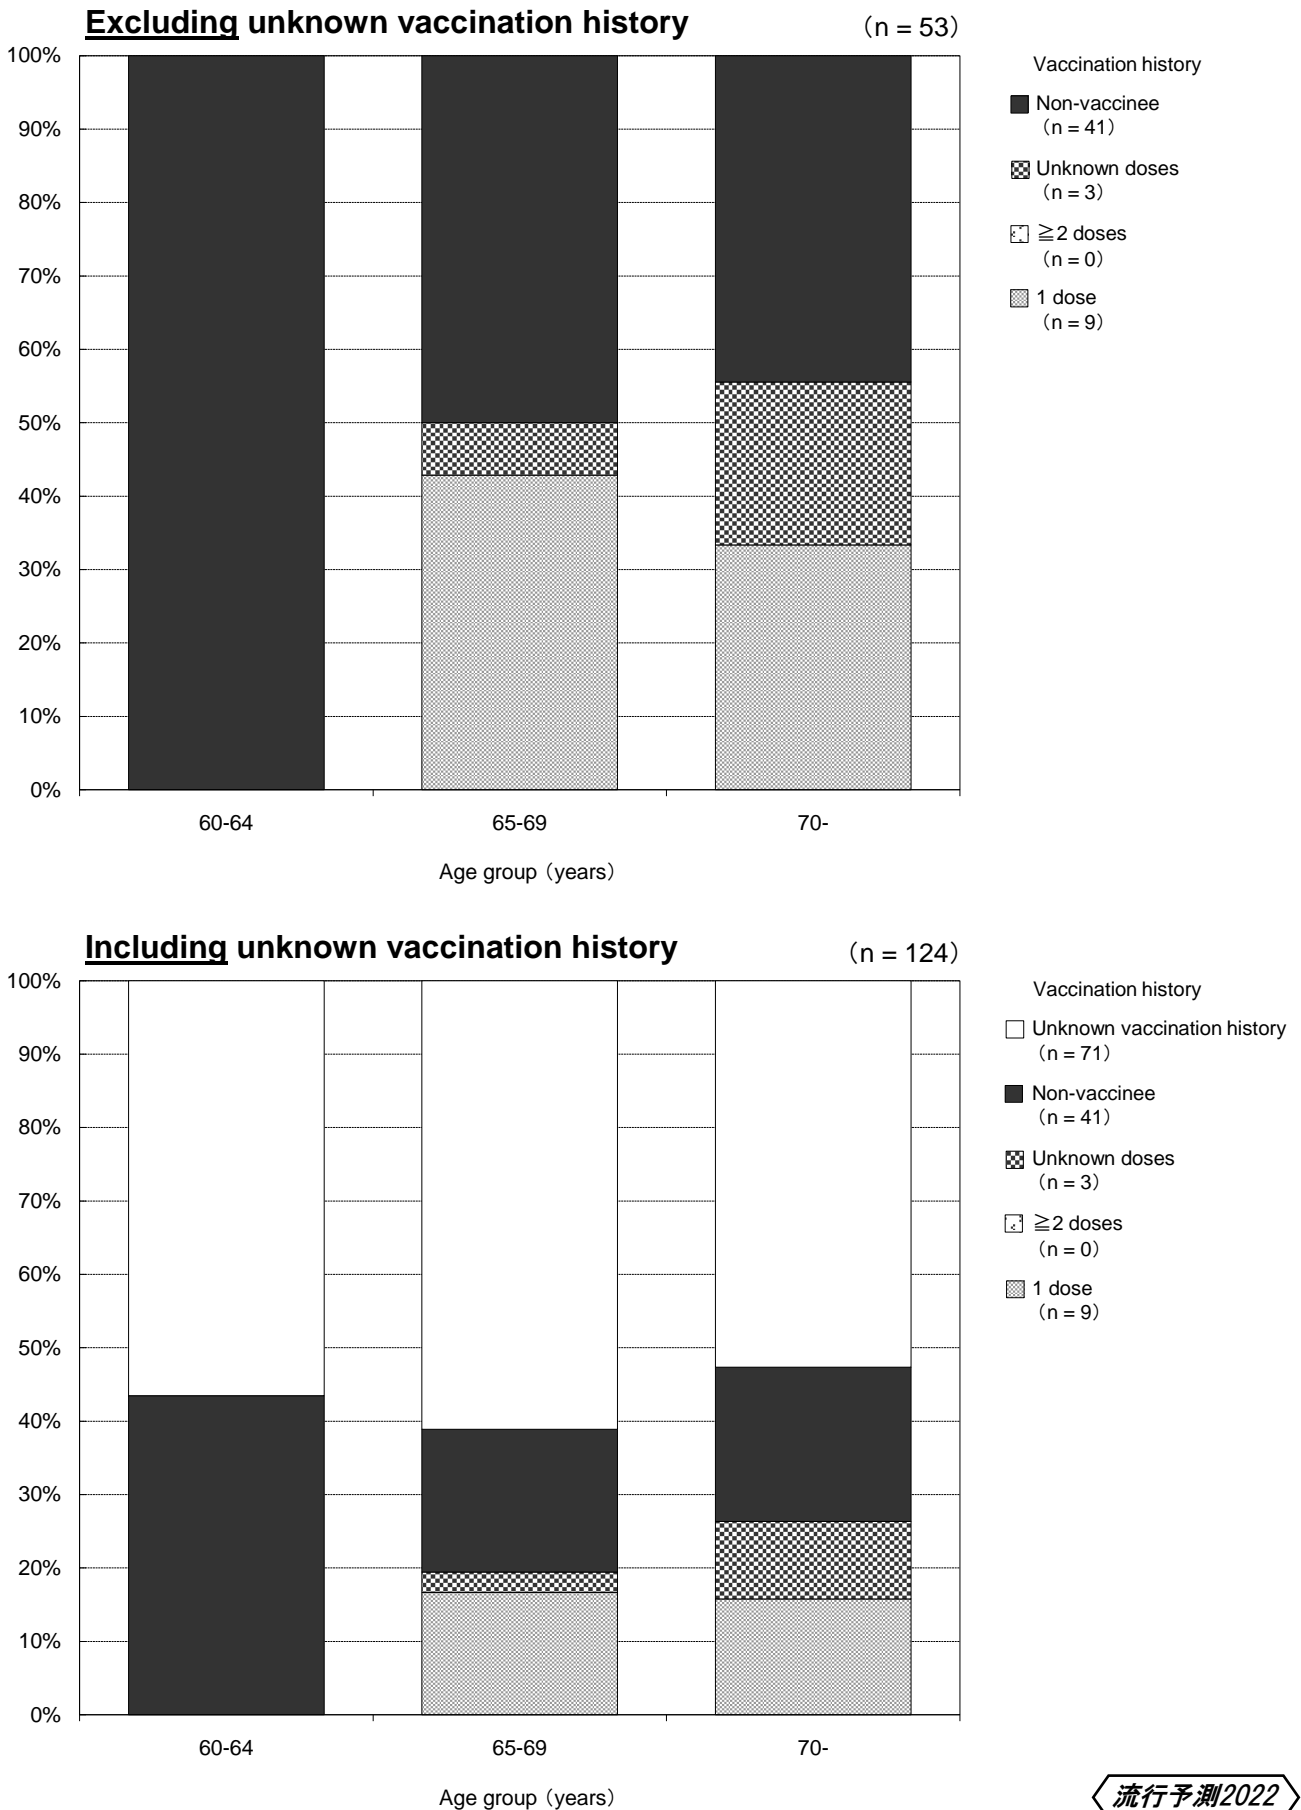 Excluding unknown vaccination history （n = 53）
100%
90%
80%
70%
60%
50%
40%
30%
20%
10%
0%
60-64 65-69 70-
Age group（years）
Vaccination history
Non-vaccinee
（n = 41）
Unknown doses
（n = 3）
≧2 doses
（n = 0）
1 dose
（n = 9）
Including unknown vaccination history （n = 124）
100%
90%
80%
70%
60%
50%
40%
30%
20%
10%
0%
60-64 65-69 70-
Age group（years）
Vaccination history
Unknown vaccination history
（n = 71）
Non-vaccinee
（n = 41）
Unknown doses
（n = 3）
≧2 doses
（n = 0）
1 dose
（n = 9）
流行予測2022